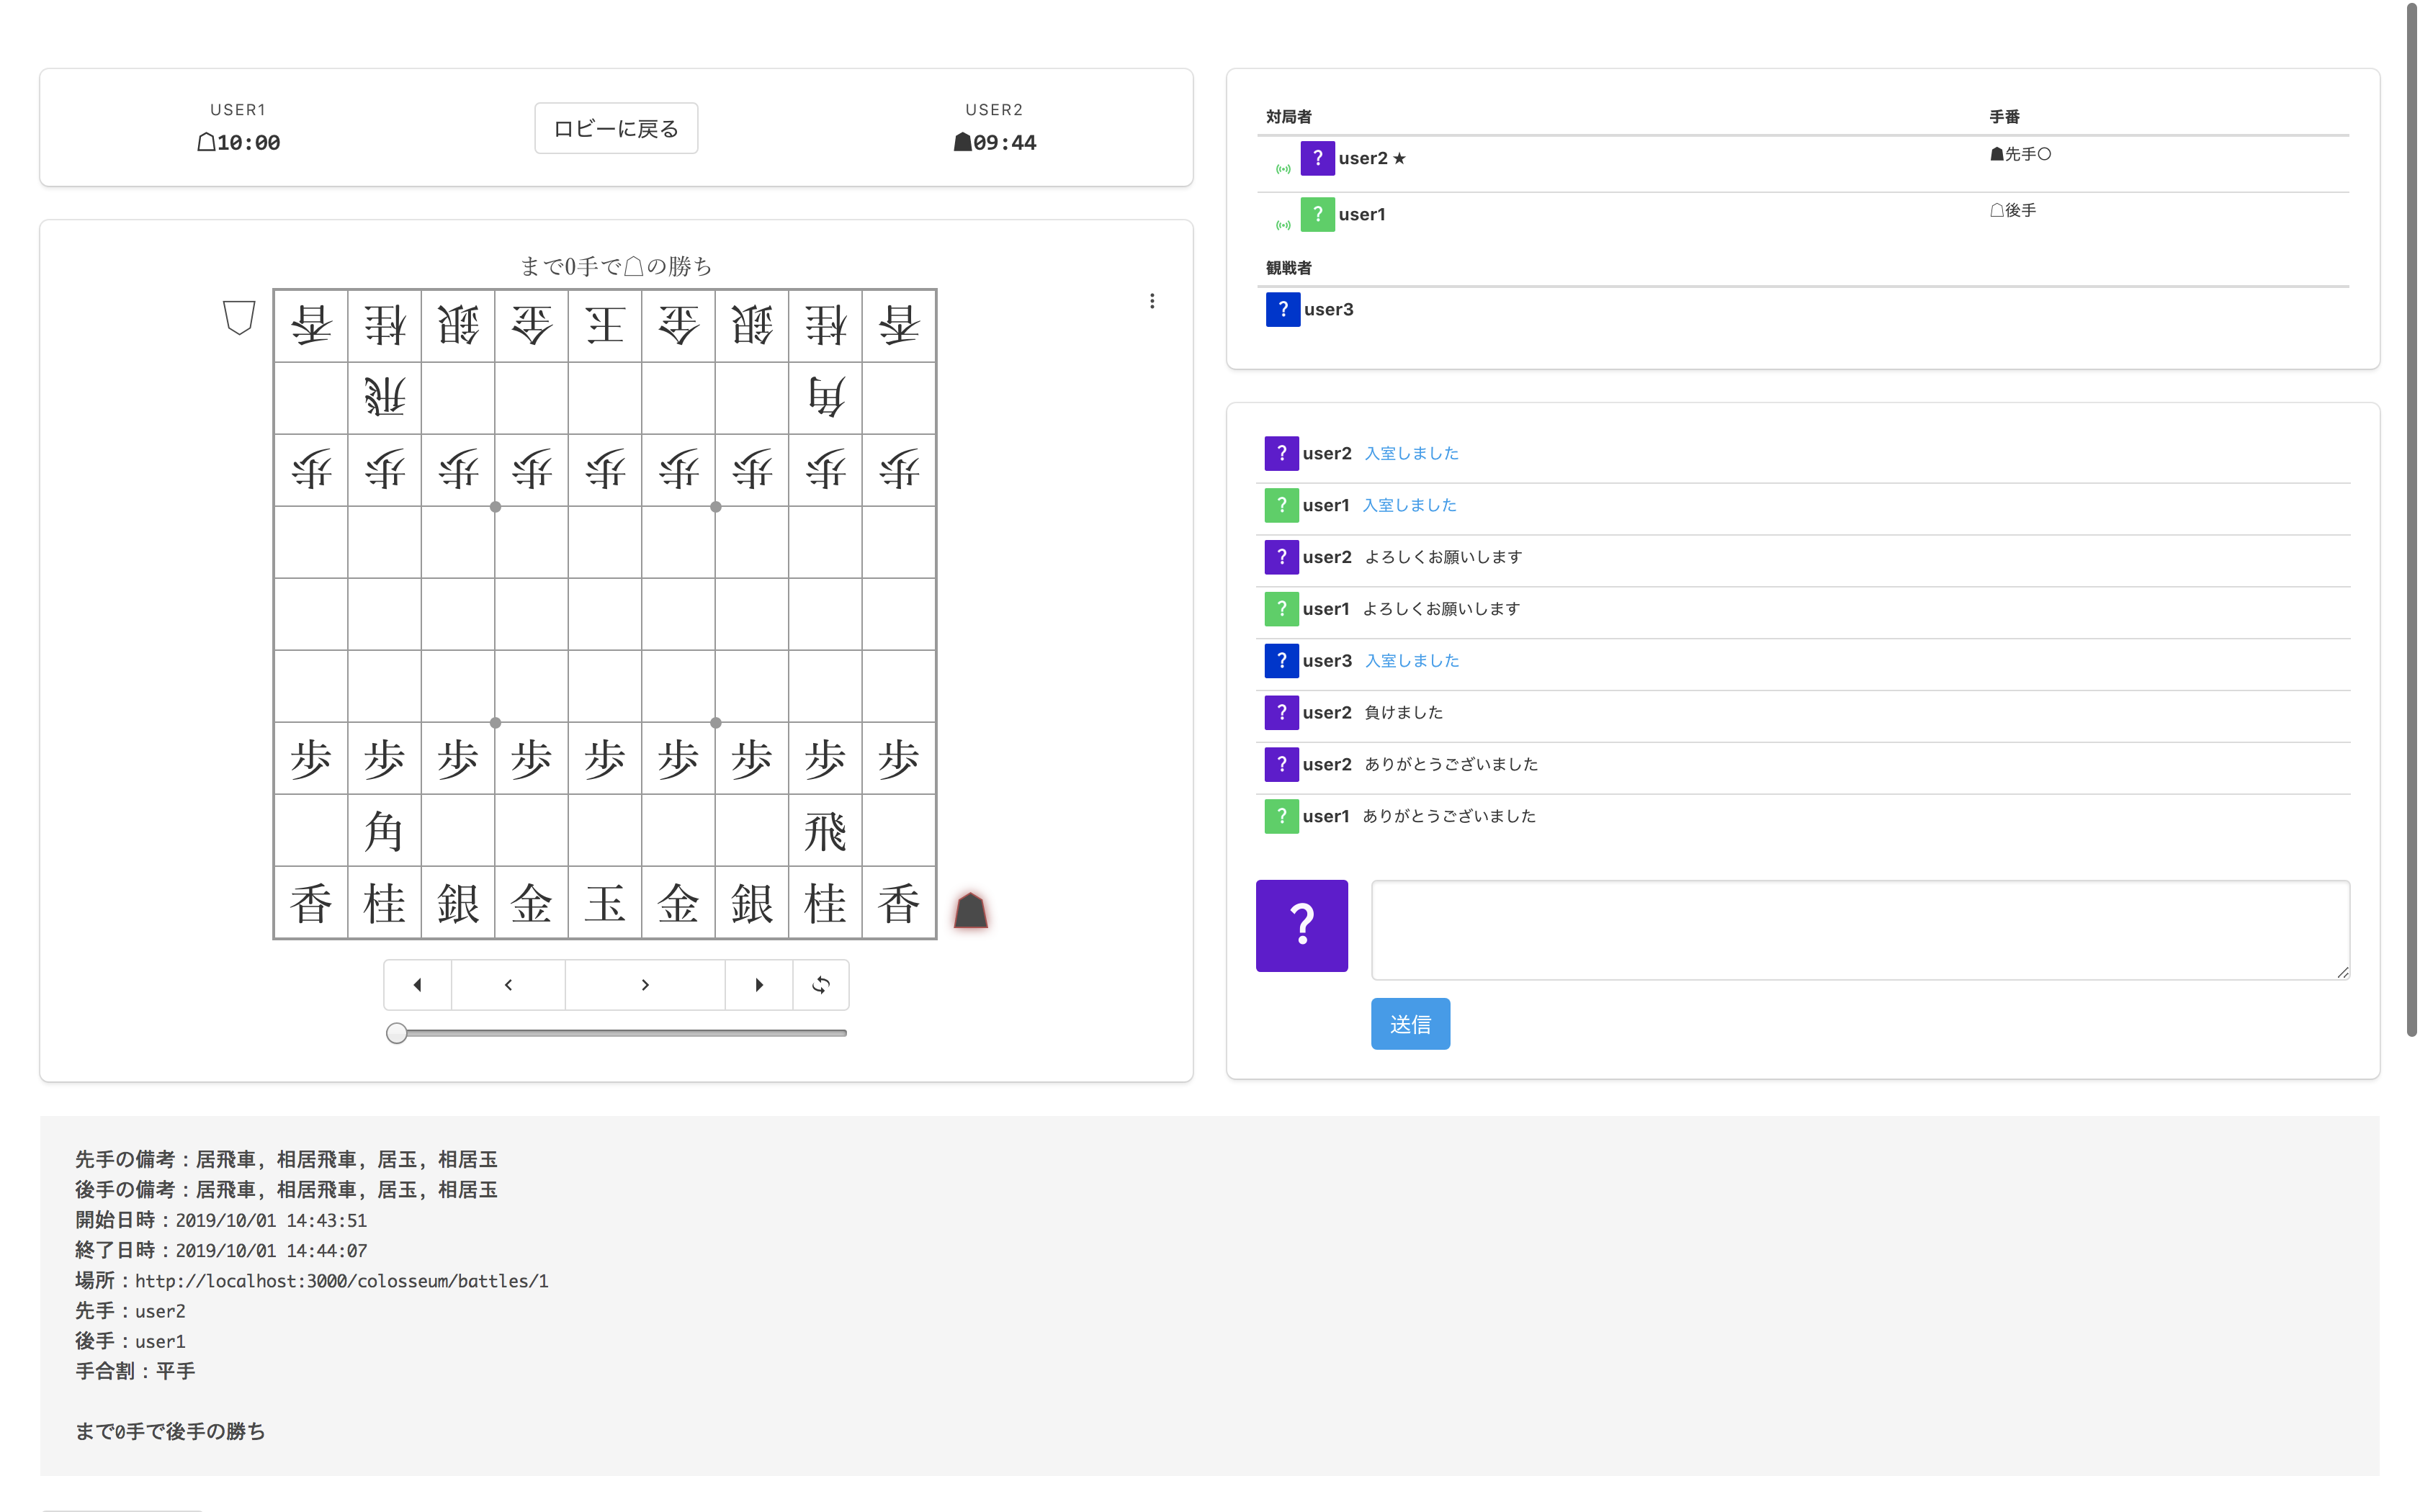 USER1
☖10:00
ロビーに戻る
USER2
☗09:44
まで0手で☖の勝ち
香桂銀金王金銀桂香
飛角
歩歩歩歩歩歩歩歩歩
歩歩歩歩歩歩歩歩歩
角飛
香桂銀金玉金銀桂香
対局者 手番
? user2 ★ ☗先手〇
? user1 ☖後手
観戦者
? user3
? user2 入室しました
? user1 入室しました
? user2 よろしくお願いします
? user1 よろしくお願いします
? user3 入室しました
? user2 負けました
? user2 ありがとうございました
? user1 ありがとうございました
?
送信
先手の備考：居飛車, 相居飛車, 居玉, 相居玉
後手の備考：居飛車, 相居飛車, 居玉, 相居玉
開始日時：2019/10/01 14:43:51
終了日時：2019/10/01 14:44:07
場所：http://localhost:3000/colosseum/battles/1
先手：user2
後手：user1
手合割：平手
まで0手で後手の勝ち